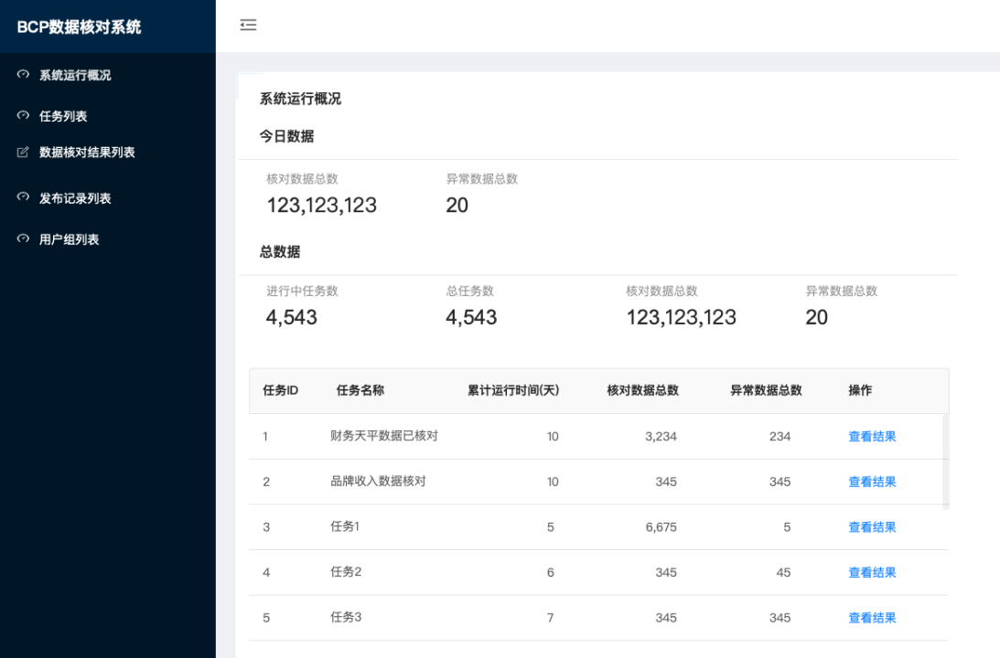 BCP数据核对系统
系统运行概况
任务列表
数据核对结果列表
发布记录列表
用户组列表
系统运行概况
今日数据
核对数据总数 异常数据总数
123,123,123 20
总数据
进行中任务数 总任务数 核对数据总数 异常数据总数
4,543 4,543 123,123,123 20
任务ID 任务名称 累计运行时间(天) 核对数据总数 异常数据总数 操作
1 财务天平数据已核对 10 3,234 234 查看结果
2 品牌收入数据核对 10 345 345 查看结果
3 任务1 5 6,675 5 查看结果
4 任务2 6 345 45 查看结果
5 任务3 7 345 345 查看结果